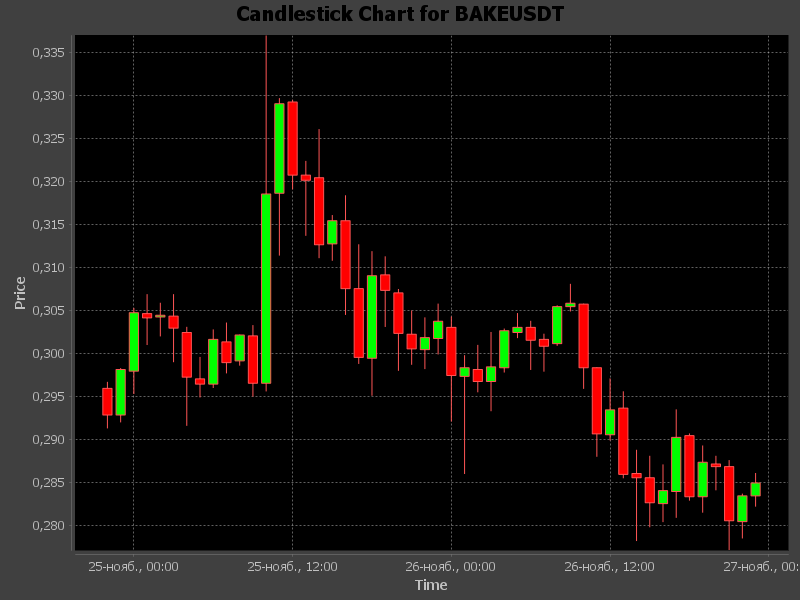 Candlestick Chart for BAKEUSDT
0,335
0,330
0,325
0,320
0,315
0,310
0,305
0,300
0,295
0,290
0,285
0,280
Price
25-нояб., 00:00
25-нояб., 12:00
26-нояб., 00:00
26-нояб., 12:00
27-нояб., 00:
Time